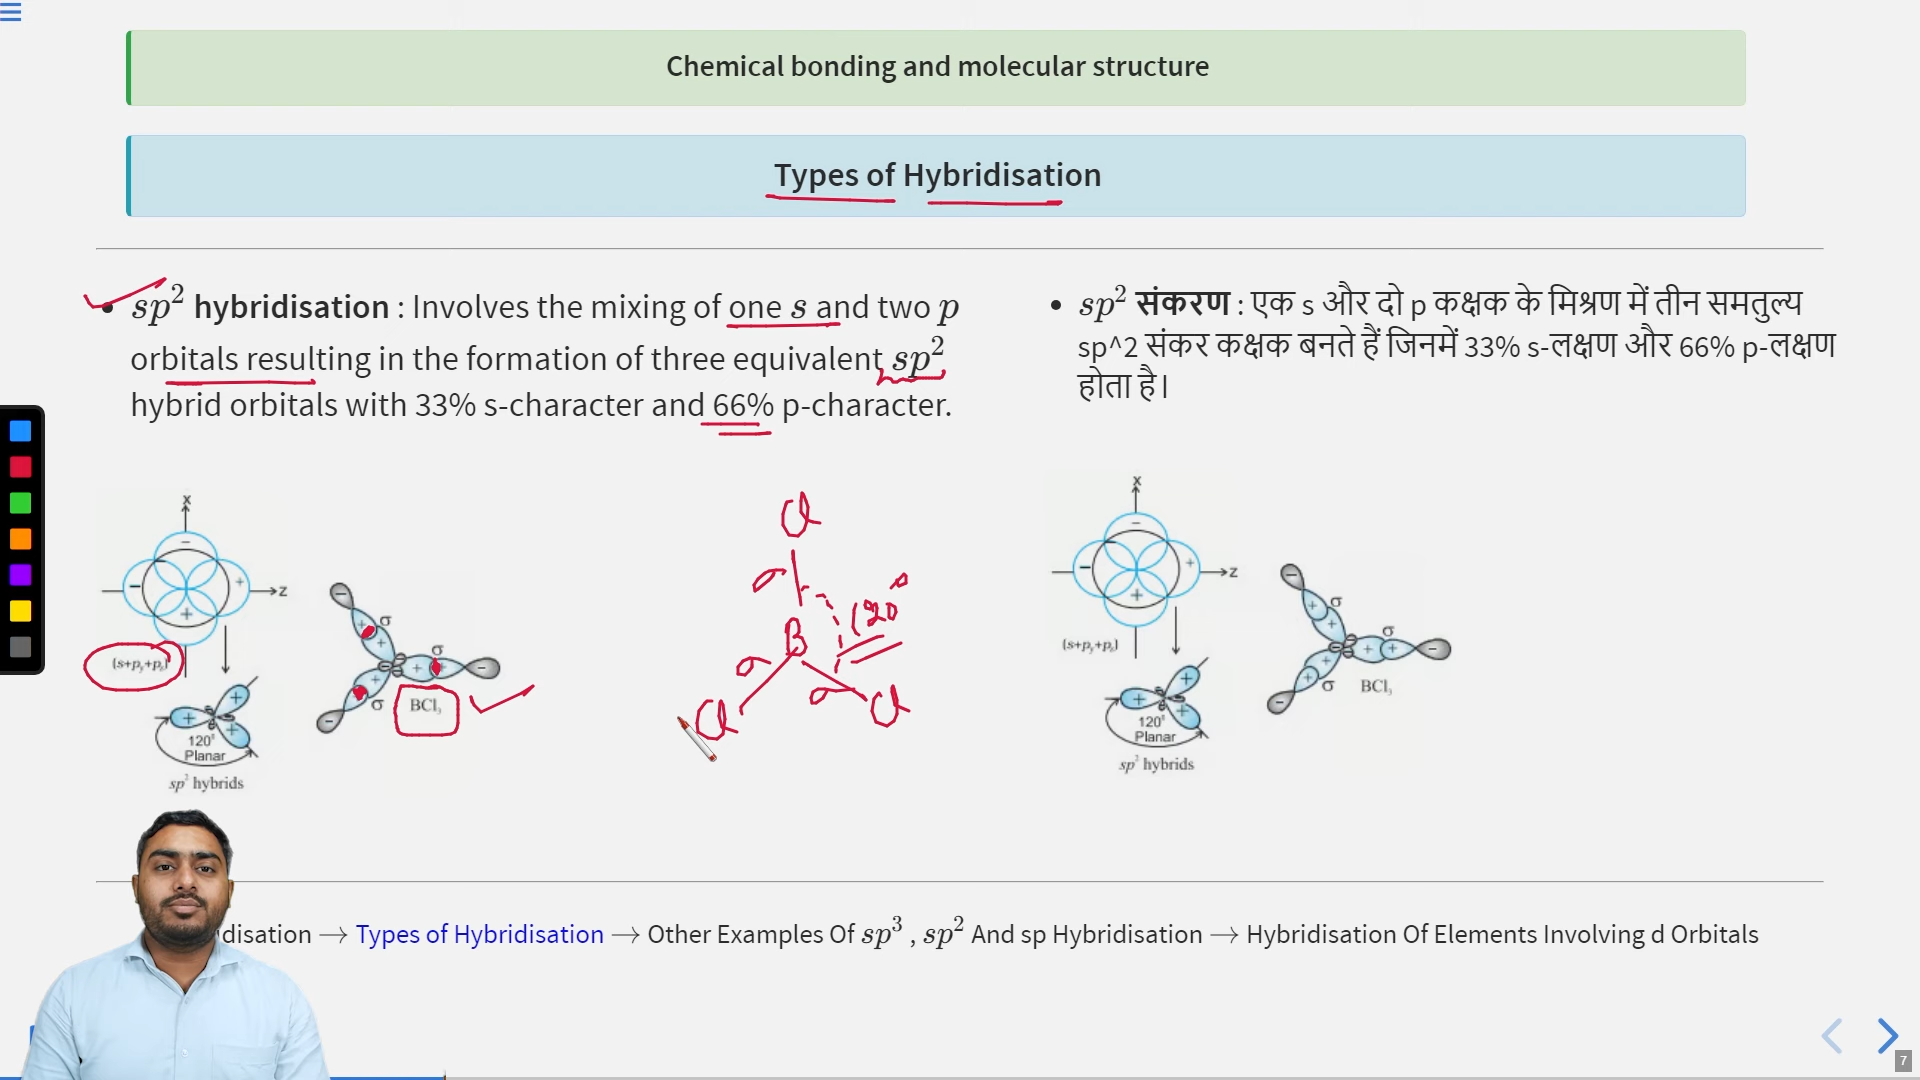 Chemical bonding and molecular structure
Types of Hybridisation
• sp² hybridisation : Involves the mixing of one s and two p
orbitals resulting in the formation of three equivalent sp²
hybrid orbitals with 33% s-character and 66% p-character.
• sp² संकरण : एक s और दो p कक्षक के मिश्रण में तीन समतुल्य
sp^2 संकर कक्षक बनते हैं जिनमें 33% s-लक्षण और 66% p-लक्षण
होता है।
x
−
− + z
+
σ
+ +
σ
+ +
+
σ
BCl₃
+
+ +
120°
Planar
sp² hybrids
Cl
σ
120°
B
σ σ
Cl Cl
x
−
− + z
+
(s+pᵧ+p₂)
σ
+ +
σ
+ +
+ +
σ
BCl₃
+
+ +
120°
Planar
sp² hybrids
disation → Types of Hybridisation → Other Examples Of sp³ , sp² And sp Hybridisation → Hybridisation Of Elements Involving d Orbitals
7